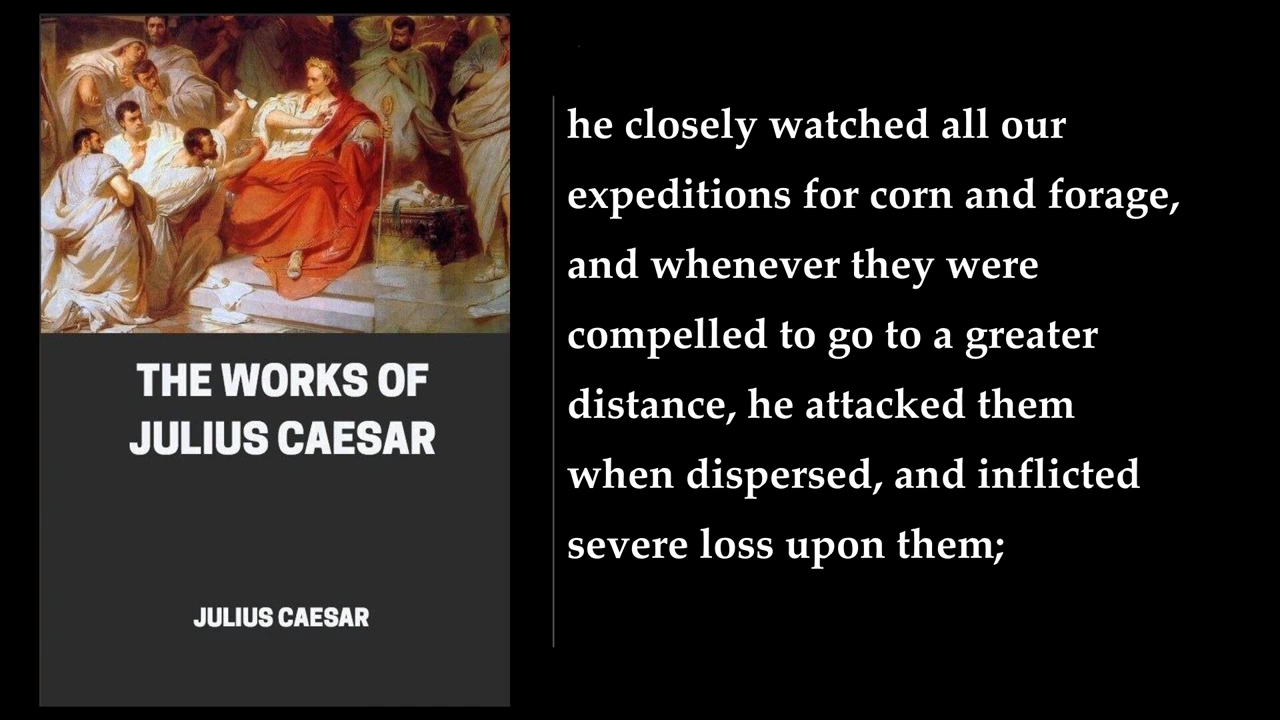 THE WORKS OF
JULIUS CAESAR
JULIUS CAESAR
he closely watched all our
expeditions for corn and forage,
and whenever they were
compelled to go to a greater
distance, he attacked them
when dispersed, and inflicted
severe loss upon them;